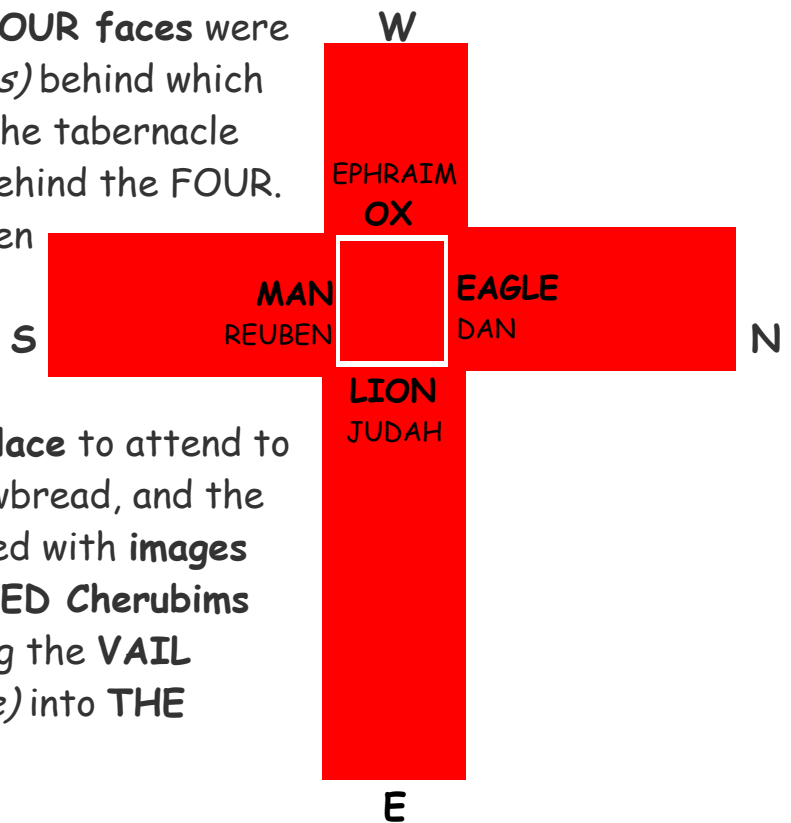 OUR faces were
s) behind which
he tabernacle
ehind the FOUR.
en
lace to attend to
wbread, and the
ed with images
ED Cherubims
g the VAIL
e) into THE
W
EPHRAIM
OX
MAN
REUBEN
EAGLE
DAN
S
N
LION
JUDAH
E